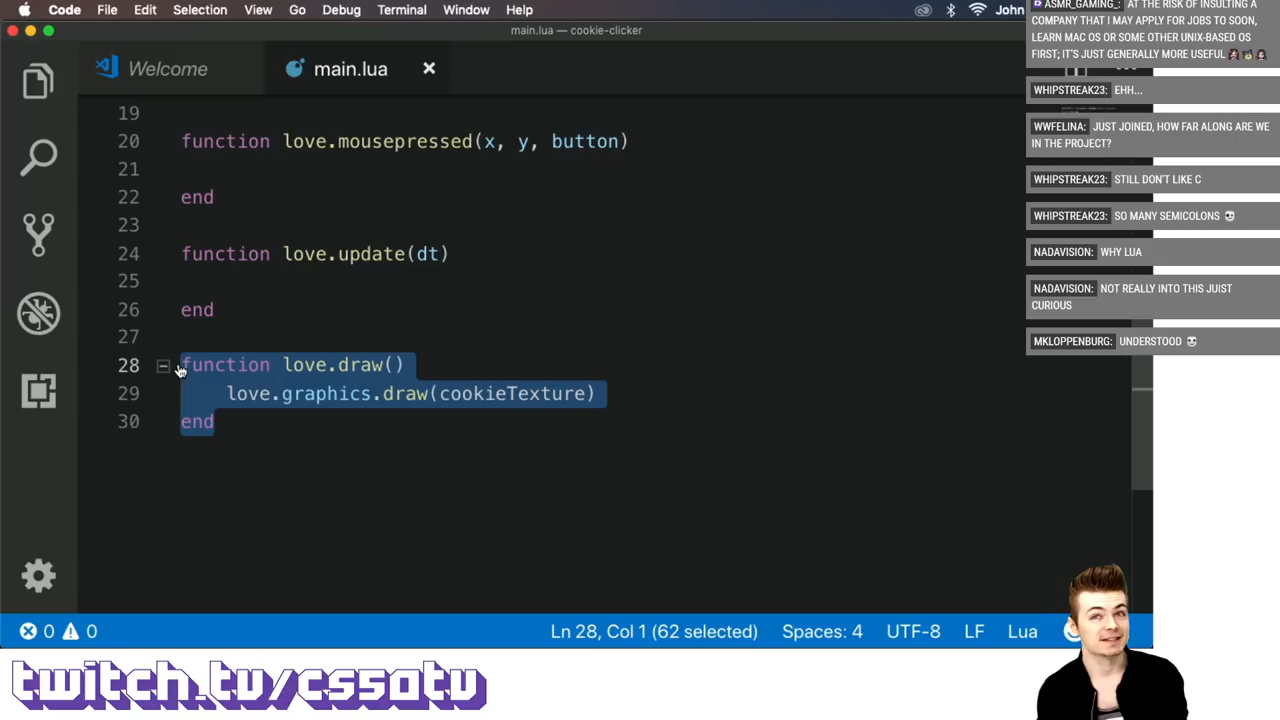 Code File Edit Selection View Go Debug Terminal Window Help
John
main.lua — cookie-clicker
Welcome
main.lua
19
20 function love.mousepressed(x, y, button)
21
22 end
23
24 function love.update(dt)
25
26 end
27
28 function love.draw()
29 love.graphics.draw(cookieTexture)
30 end
0 0
Ln 28, Col 1 (62 selected) Spaces: 4 UTF-8 LF Lua
ASMR_GAMING_: AT THE RISK OF INSULTING A
COMPANY THAT I MAY APPLY FOR JOBS TO SOON,
LEARN MAC OS OR SOME OTHER UNIX-BASED OS
FIRST; IT'S JUST GENERALLY MORE USEFUL
WHIPSTREAK23: EHH...
WWFELINA: JUST JOINED, HOW FAR ALONG ARE WE
IN THE PROJECT?
WHIPSTREAK23: STILL DON'T LIKE C
WHIPSTREAK23: SO MANY SEMICOLONS
NADAVISION: WHY LUA
NADAVISION: NOT REALLY INTO THIS JUIST
CURIOUS
MKLOPPENBURG: UNDERSTOOD
twitch.tv/cs50tv